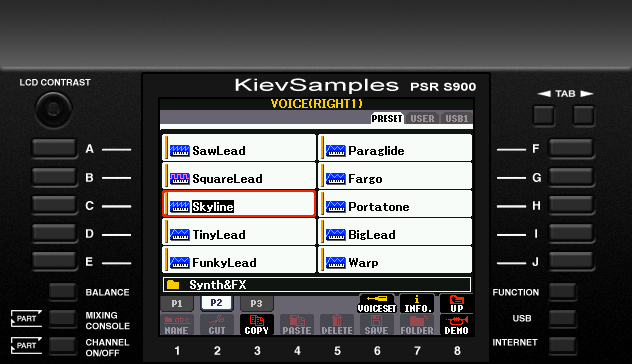 LCD CONTRAST
KievSamples PSR S900
◄ TAB ►
VOICE(RIGHT1)
PRESET USER USB1
A SawLead Paraglide F
B SquareLead Fargo G
C Skyline Portatone H
D TinyLead BigLead I
E FunkyLead Warp J
Synth&FX
BALANCE P1 P2 P3 VOICESET INFO. UP FUNCTION
PART MIXING CONSOLE NAME CUT COPY PASTE DELETE SAVE FOLDER DEMO USB
PART CHANNEL ON/OFF 1 2 3 4 5 6 7 8 INTERNET